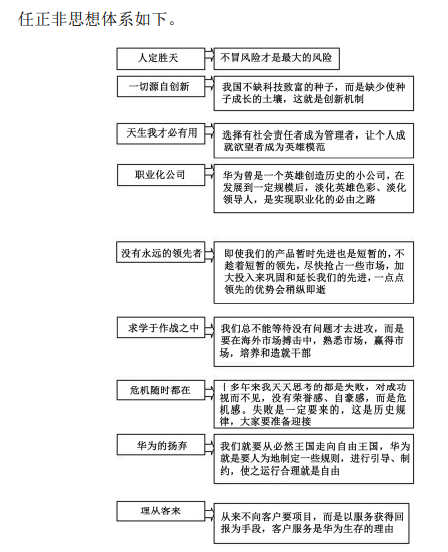 任正非思想体系如下。
人定胜天
不冒风险才是最大的风险
一切源自创新
我国不缺科技致富的种子，而是缺少使种
子成长的土壤，这就是创新机制
天生我才必有用
选择有社会责任者成为管理者，让个人成
就欲望者成为英雄模范
职业化公司
华为曾是一个英雄创造历史的小公司，在
发展到一定规模后，淡化英雄色彩、淡化
领导人，是实现职业化的必由之路
没有永远的领先者
即使我们的产品暂时先进也是短暂的，不
趁着短暂的领先，尽快抢占一些市场，加
大投入来巩固和延长我们的先进，一点点
领先的优势会稍纵即逝
求学于作战之中
我们总不能等待没有问题才去进攻，而是
要在海外市场搏击中，熟悉市场，赢得市
场，培养和造就干部
危机随时都在
十多年来我天天思考的都是失败，对成功
视而不见，没有荣誉感、自豪感，而是危
机感。失败是一定要来的，这是历史规
律，大家要准备迎接
华为的扬弃
我们就要从必然王国走向自由王国，华为
就是要人为地制定一些规则，进行引导、制
约，使之运行合理就是自由
理从客来
从来不向客户要项目，而是以服务获得回
报为手段，客户服务是华为生存的理由